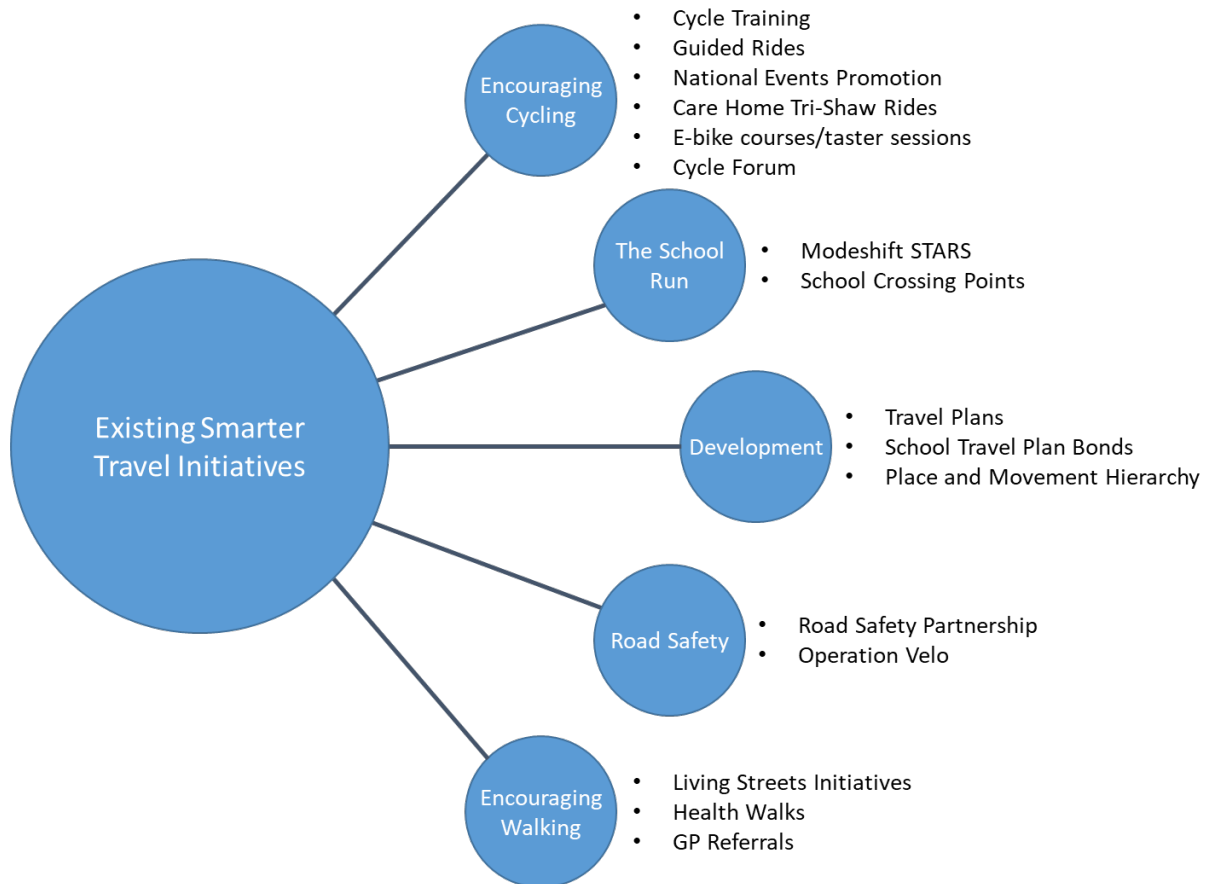 Existing Smarter
Travel Initiatives
Encouraging
Cycling
• Cycle Training
• Guided Rides
• National Events Promotion
• Care Home Tri-Shaw Rides
• E-bike courses/taster sessions
• Cycle Forum
The School
Run
• Modeshift STARS
• School Crossing Points
Development
• Travel Plans
• School Travel Plan Bonds
• Place and Movement Hierarchy
Road Safety
• Road Safety Partnership
• Operation Velo
Encouraging
Walking
• Living Streets Initiatives
• Health Walks
• GP Referrals